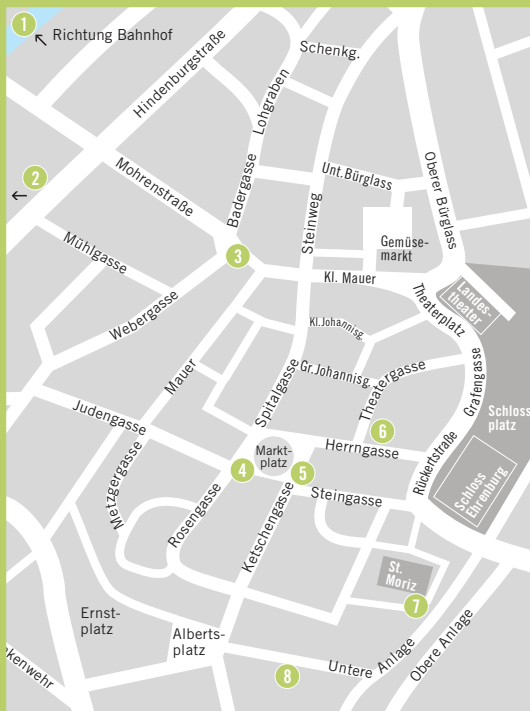 1
Richtung Bahnhof
Schenkg.
Hindenburgstraße
Lohgraben
2
Mohrenstraße
Badergasse
Steinweg
Unt. Bürglass
Oberer Bürglass
Mühlgasse
3
Gemüse-
markt
Kl. Mauer
Landes-
theater
Theaterplatz
Webergasse
Kl.Johannisg.
Mauer
Gr.Johannisg.
Theatergasse
Grafengasse
Spitalgasse
Schloss
platz
Judengasse
6
Markt-
platz
Herrngasse
Rückertstraße
4
5
Schloss
Ehrenburg
Metzgergasse
Rosengasse
Ketschengasse
Steingasse
St.
Moriz
7
Ernst-
platz
Alberts-
platz
Untere Anlage
Obere Anlage
8
kenwehr